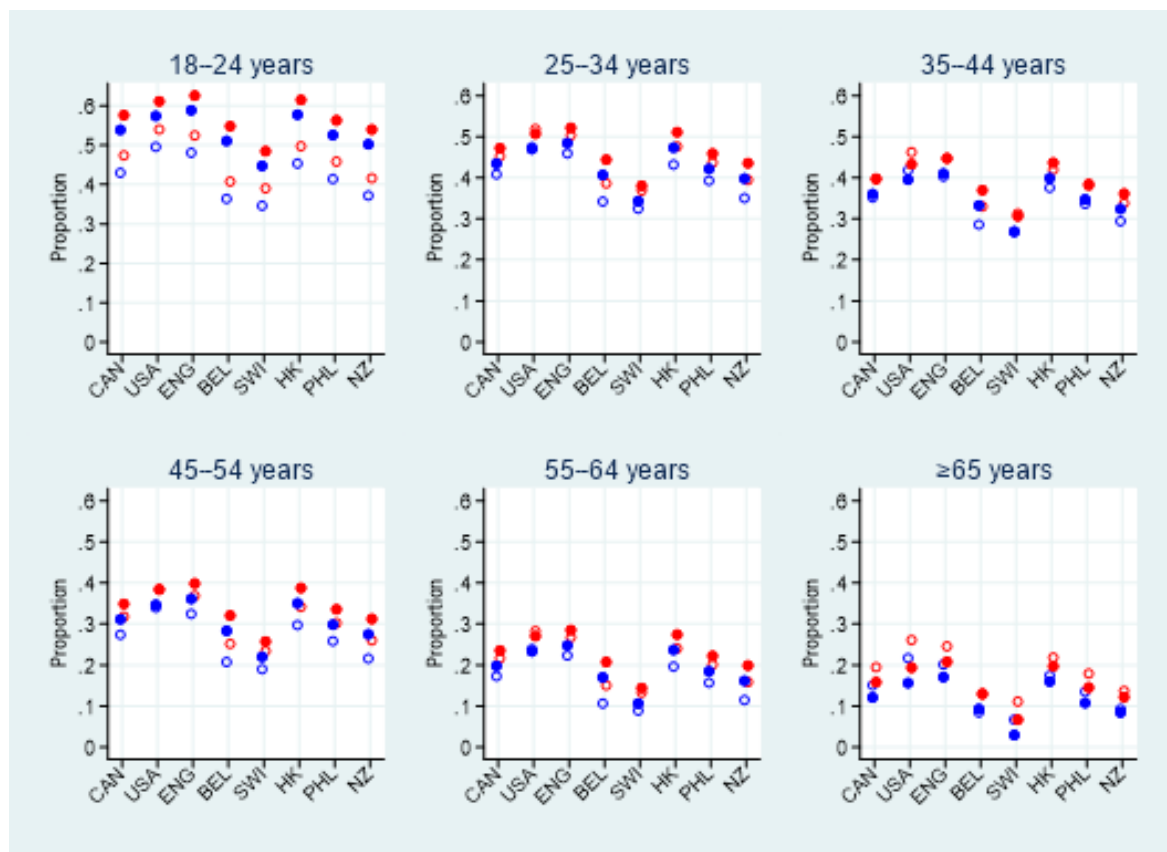 18–24 years
25–34 years
35–44 years
Proportion
.6
.5
.4
.3
.2
.1
0
CAN USA ENG BEL SWI HK PHL NZ
Proportion
.6
.5
.4
.3
.2
.1
0
CAN USA ENG BEL SWI HK PHL NZ
Proportion
.6
.5
.4
.3
.2
.1
0
CAN USA ENG BEL SWI HK PHL NZ
45–54 years
55–64 years
≥65 years
Proportion
.6
.5
.4
.3
.2
.1
0
CAN USA ENG BEL SWI HK PHL NZ
Proportion
.6
.5
.4
.3
.2
.1
0
CAN USA ENG BEL SWI HK PHL NZ
Proportion
.6
.5
.4
.3
.2
.1
0
CAN USA ENG BEL SWI HK PHL NZ